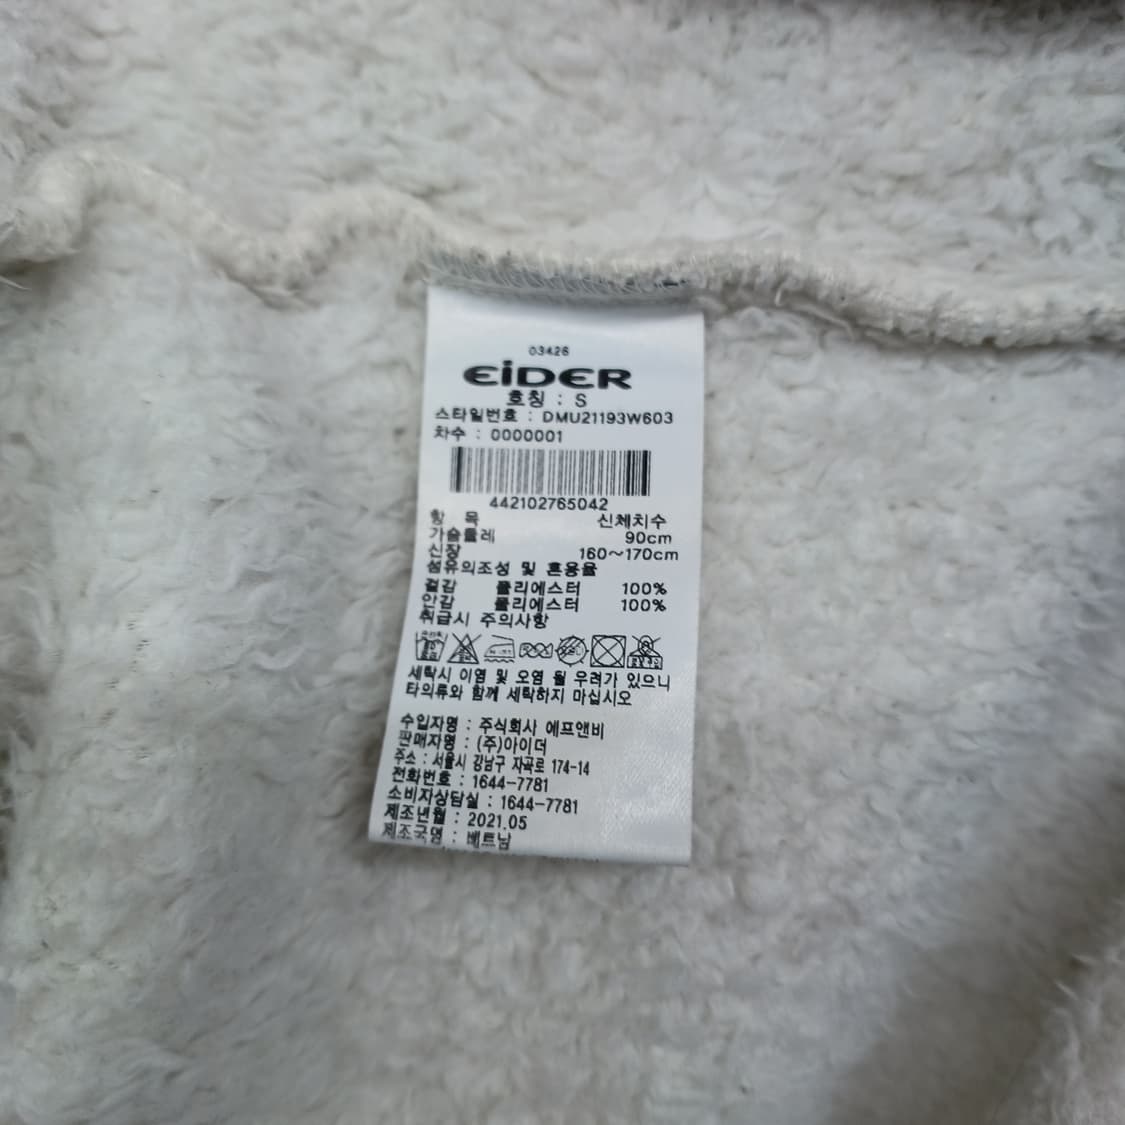 03426
EiDER
호칭 : S
스타일번호 : DMU21193W603
차수 : 0000001
442102765042
항 목 신체치수
가슴둘레 90cm
신장 160~170cm
섬유의조성 및 혼용율
겉감 폴리에스터 100%
안감 폴리에스터 100%
취급시 주의사항
세탁시 이염 및 오염 될 우려가 있으니
타의류와 함께 세탁하지 마십시오
수입자명 : 주식회사 에프앤비
판매자명 : (주)아이더
주소 : 서울시 강남구 자곡로 174-14
전화번호 : 1644-7781
소비자상담실 : 1644-7781
제조년월 : 2021.05
제조국명 : 베트남